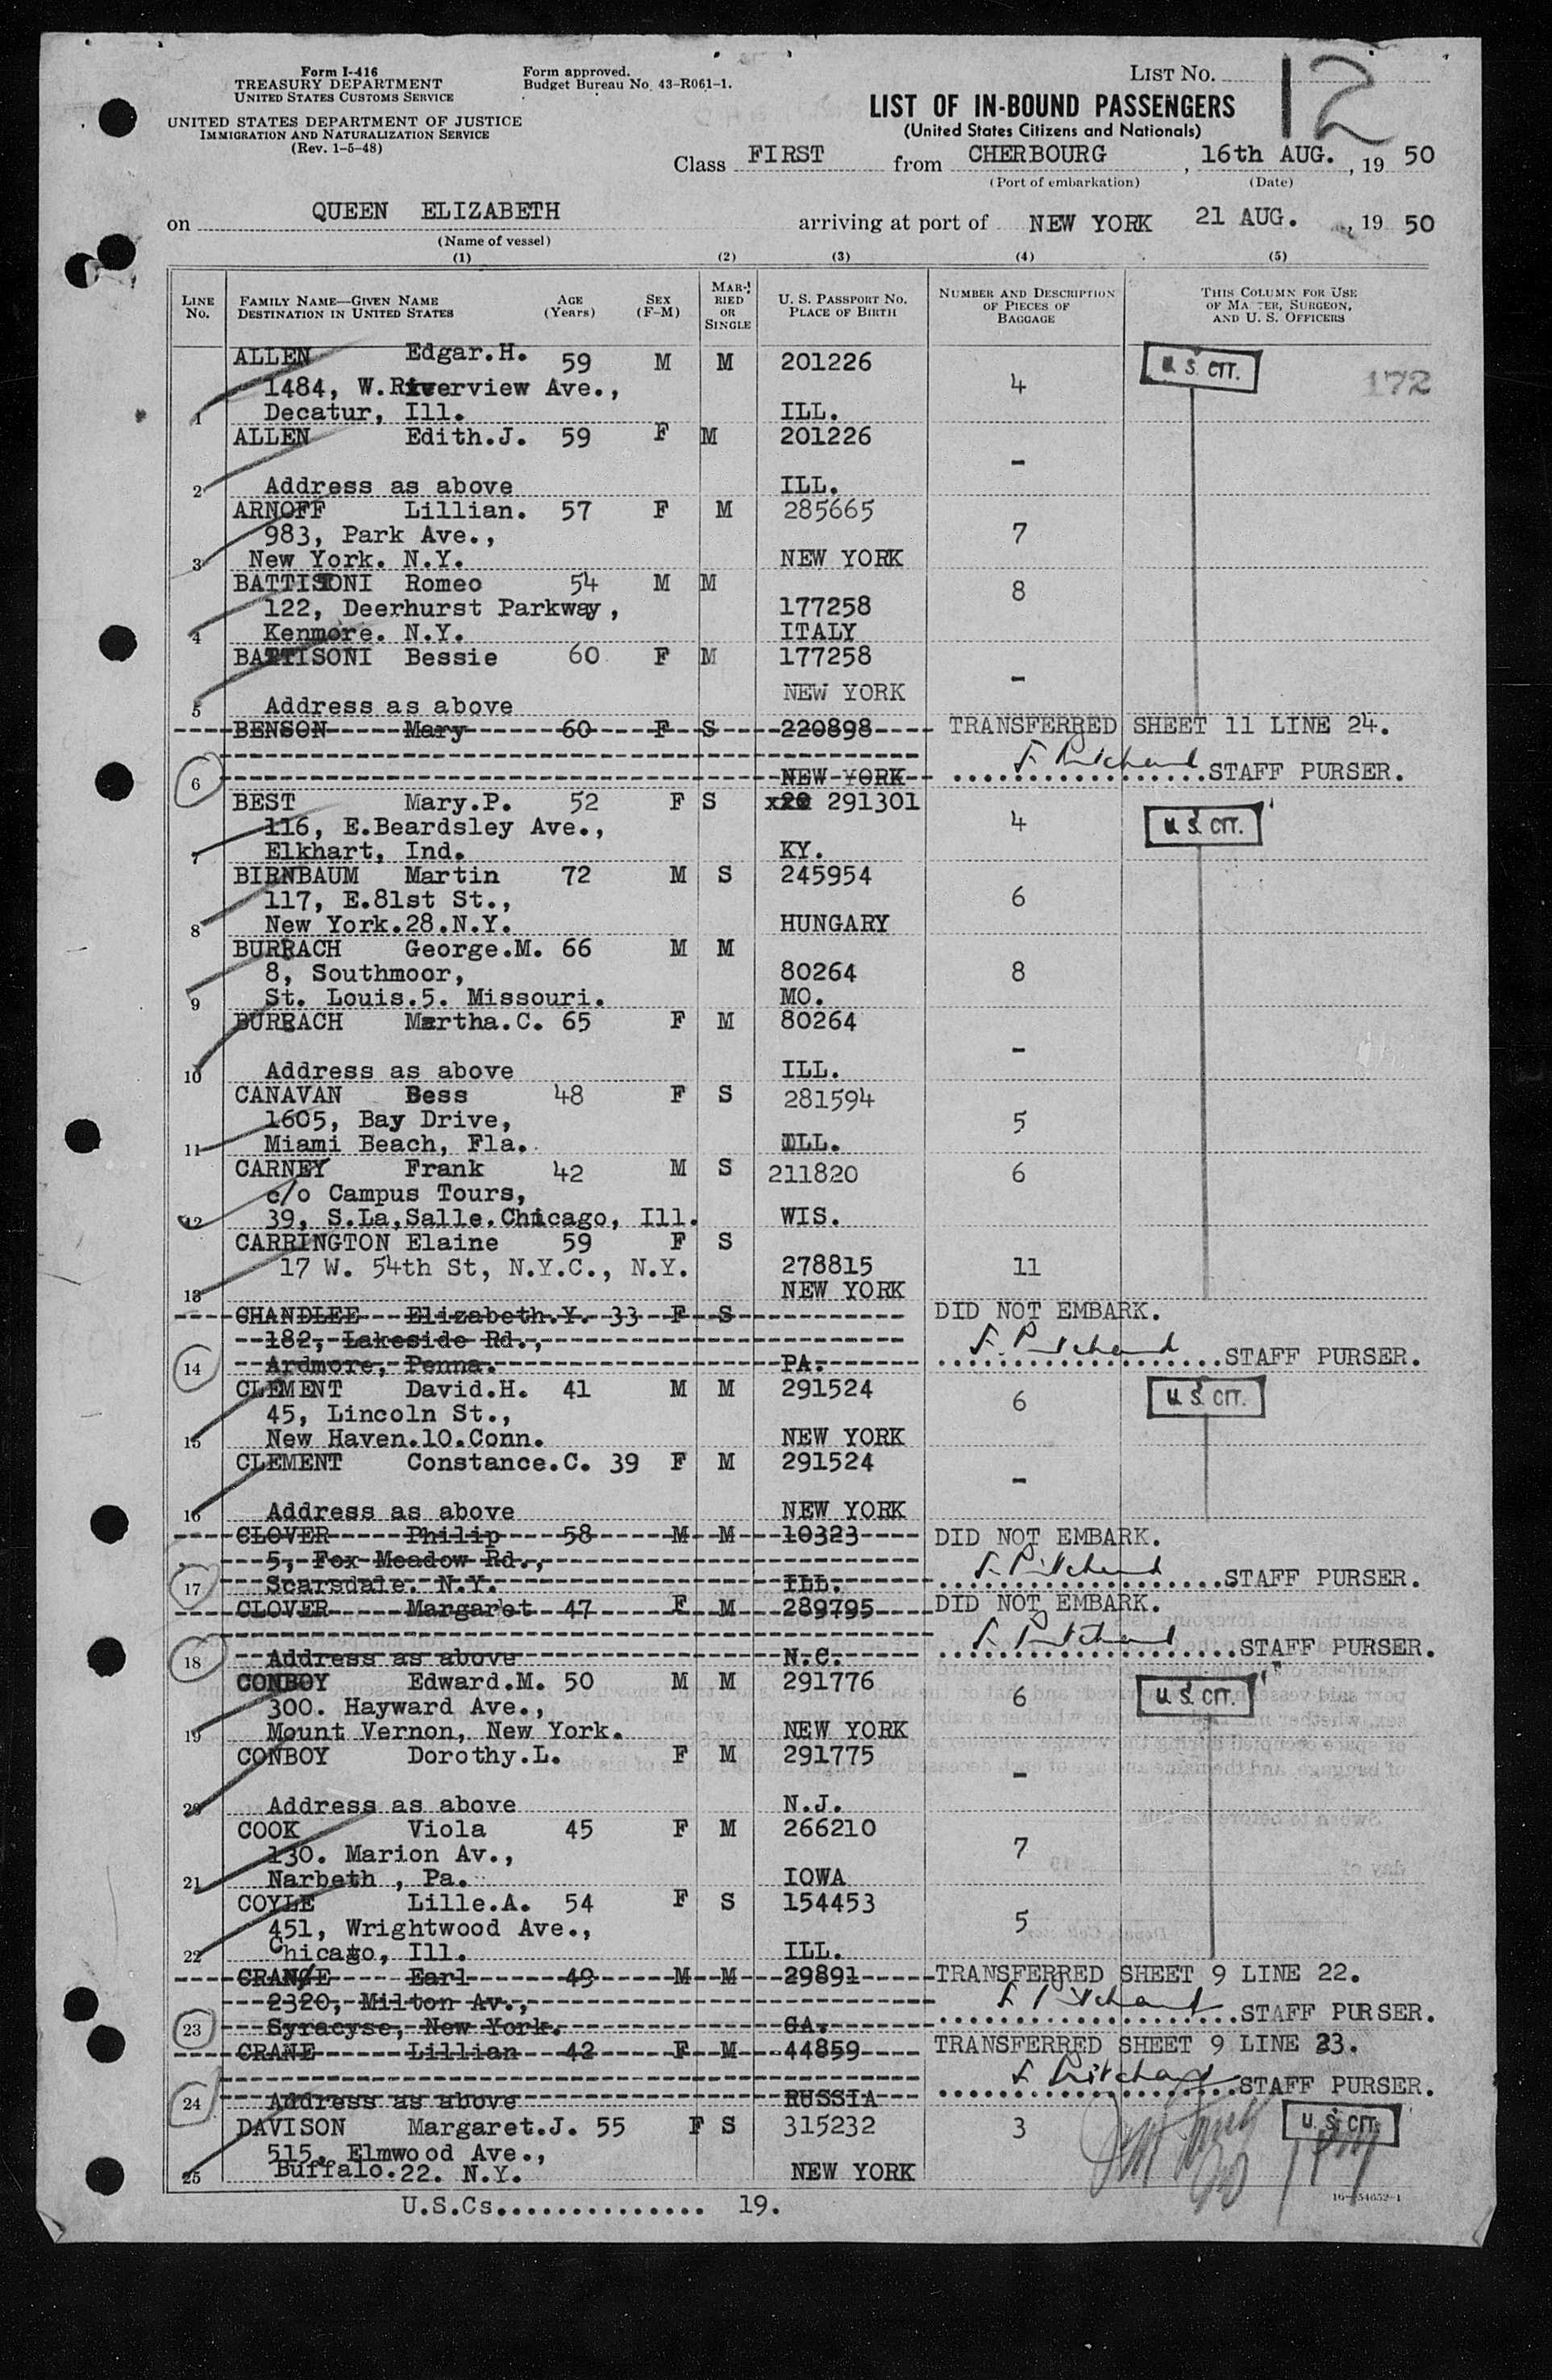 Form I-416
TREASURY DEPARTMENT
UNITED STATES CUSTOMS SERVICE
UNITED STATES DEPARTMENT OF JUSTICE
IMMIGRATION AND NATURALIZATION SERVICE
(Rev. 1-5-48)
Form approved.
Budget Bureau No. 43-R061-1.
LIST NO. 12
LIST OF IN-BOUND PASSENGERS
(United States Citizens and Nationals)
Class FIRST from CHERBOURG, 16th AUG., 19 50
(Port of embarkation) (Date)
on QUEEN ELIZABETH arriving at port of NEW YORK 21 AUG., 19 50
(Name of vessel)
(1) (2) (3) (4) (5)
LINE NO. FAMILY NAME—GIVEN NAME DESTINATION IN UNITED STATES AGE (Years) SEX (F-M) MARRIED OR SINGLE U. S. PASSPORT NO. PLACE OF BIRTH NUMBER AND DESCRIPTION OF PIECES OF BAGGAGE THIS COLUMN FOR USE OF MASTER, SURGEON, AND U. S. OFFICERS
ALLEN Edgar.H. 59 M M 201226 U.S. CIT.
1484, W.Riverview Ave., 4 172
1 Decatur, Ill. ILL.
ALLEN Edith.J. 59 F M 201226
-
2 Address as above ILL.
ARNOFF Lillian. 57 F M 285665
983, Park Ave., 7
3 New York. N.Y. NEW YORK
BATTISONI Romeo 54 M M 8
122, Deerhurst Parkway, 177258
4 Kenmore. N.Y. ITALY
BATTISONI Bessie 60 F M 177258
- NEW YORK
5 Address as above
BENSON Mary 60 F S 220898 TRANSFERRED SHEET 11 LINE 24.
6 NEW YORK F. Pritchard STAFF PURSER.
BEST Mary.P. 52 F S x20 291301
116, E.Beardsley Ave., 4 U.S. CIT.
7 Elkhart, Ind. KY.
BIRNBAUM Martin 72 M S 245954
117, E.81st St., 6
8 New York.28.N.Y. HUNGARY
BURBACH George.M. 66 M M
8, Southmoor, 80264 8
9 St. Louis.5. Missouri. MO.
BURBACH Martha.C. 65 F M 80264
-
10 Address as above ILL.
CANAVAN Bess 48 F S 281594
1605, Bay Drive, 5
11 Miami Beach, Fla. ILL.
CARNEY Frank 42 M S 211820 6
c/o Campus Tours,
12 39, S.La,Salle.Chicago, Ill. WIS.
CARRINGTON Elaine 59 F S
17 W. 54th St, N.Y.C., N.Y. 278815 11
13 NEW YORK
CHANDLEE Elizabeth.Y. 33 F S DID NOT EMBARK.
182, Lakeside Rd.,
14 Ardmore, Penna. PA. F. Pritchard STAFF PURSER.
CLEMENT David.H. 41 M M 291524 6 U.S. CIT.
45, Lincoln St.,
15 New Haven.10.Conn. NEW YORK
CLEMENT Constance.C. 39 F M 291524
-
16 Address as above NEW YORK
CLOVER Philip 58 M M 10323 DID NOT EMBARK.
5, Fox Meadow Rd.,
17 Scarsdale. N.Y. ILL. F. Pritchard STAFF PURSER.
CLOVER Margaret 47 F M 289795 DID NOT EMBARK.
18 Address as above N.C. F. Pritchard STAFF PURSER.
CONBOY Edward.M. 50 M M 291776 6 U.S. CIT.
300. Hayward Ave.,
19 Mount Vernon, New York. NEW YORK
CONBOY Dorothy.L. F M 291775
-
20 Address as above N.J.
COOK Viola 45 F M 266210
130. Marion Av., 7
21 Narbeth , Pa. IOWA
COYLE Lille.A. 54 F S 154453
451, Wrightwood Ave., 5
22 Chicago, Ill. ILL.
CRANE Earl 49 M M 29891 TRANSFERRED SHEET 9 LINE 22.
2320, Milton Av.,
23 Syracyse, New York. GA. F. Pritchard STAFF PURSER.
CRANE Lillian 42 F M 44859 TRANSFERRED SHEET 9 LINE 23.
24 Address as above RUSSIA F. Pritchard STAFF PURSER.
DAVISON Margaret.J. 55 F S 315232 3 U.S. CIT.
515, Elmwood Ave.,
25 Buffalo.22. N.Y. NEW YORK
U.S.Cs............... 19.
16—54652-1